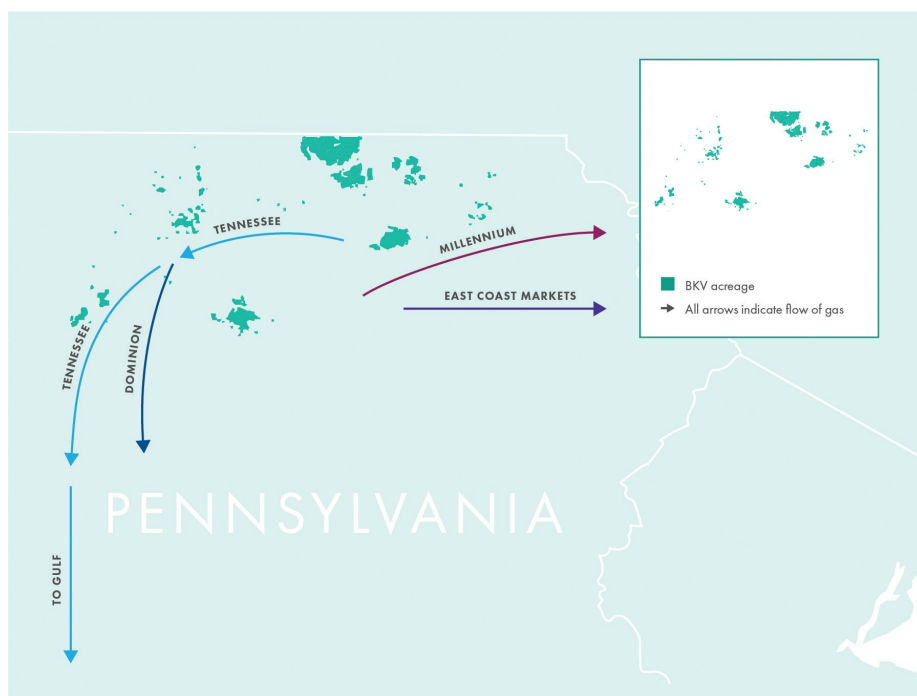 TENNESSEE
MILLENNIUM
EAST COAST MARKETS
TENNESSEE
DOMINION
PENNSYLVANIA
TO GULF
BKV acreage
All arrows indicate flow of gas